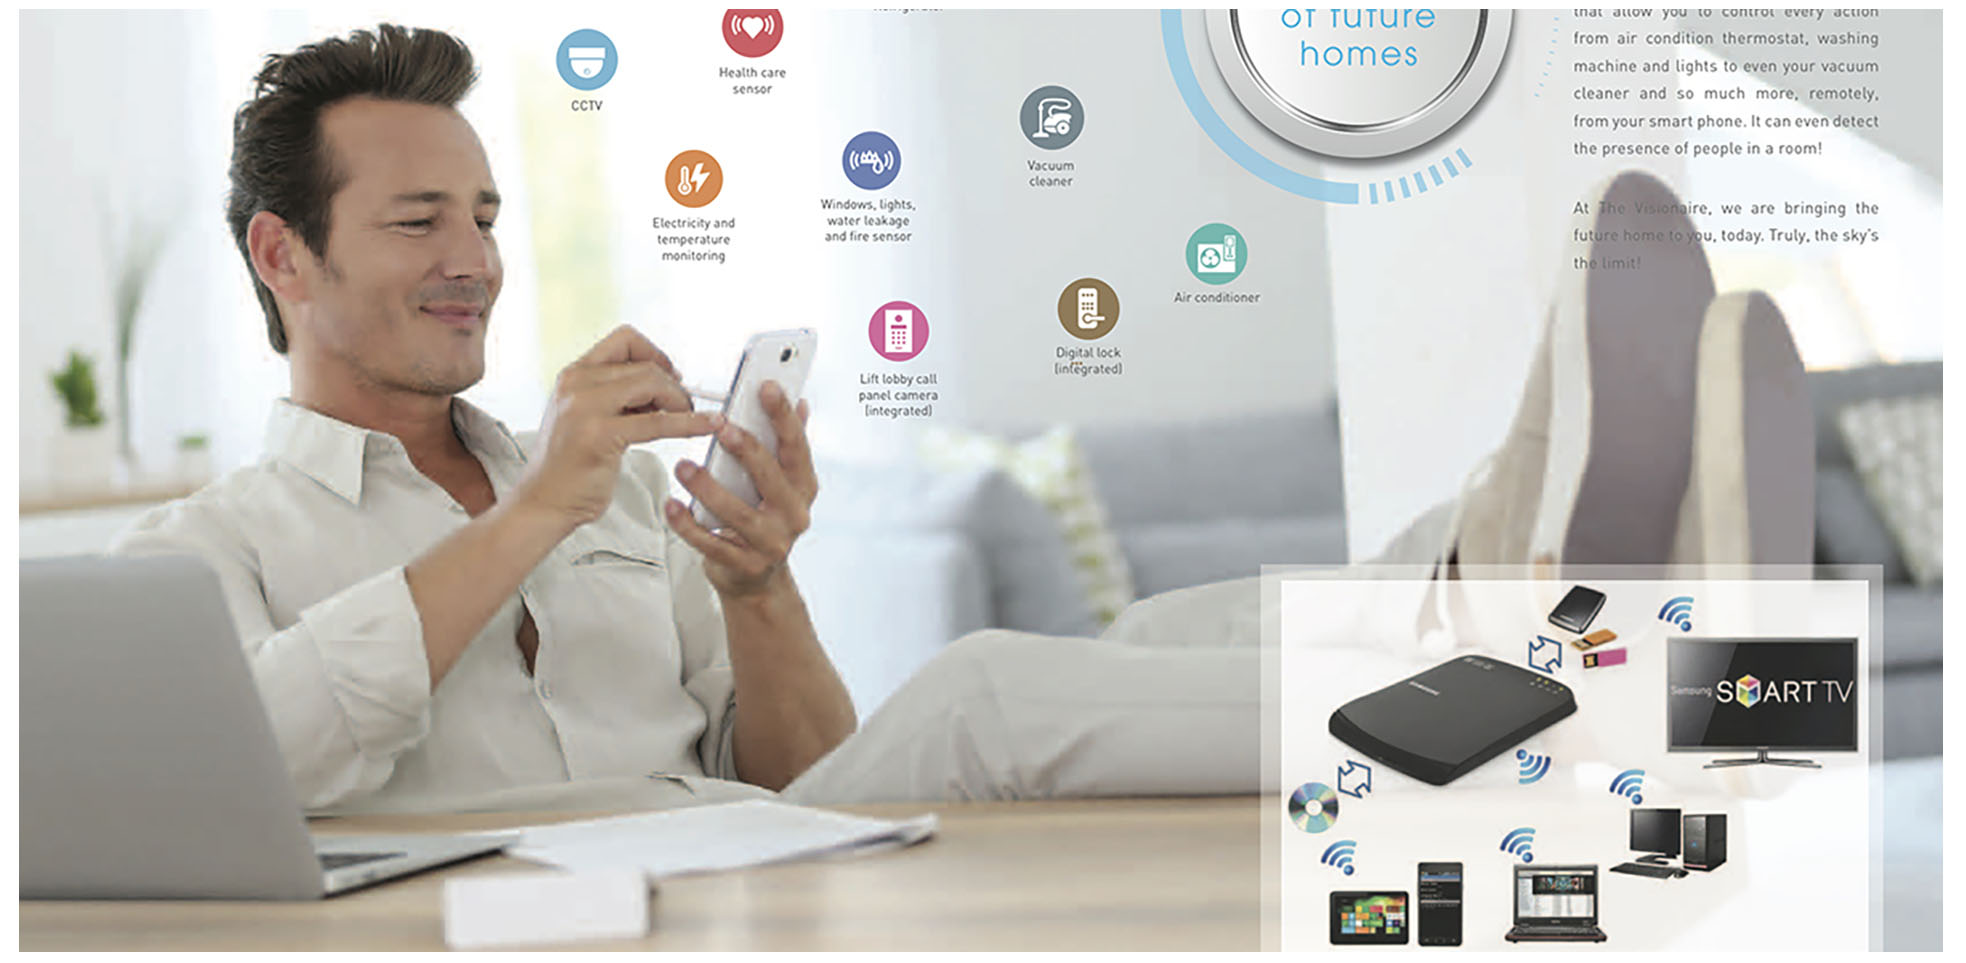 Refrigerator
CCTV
Health care
sensor
Electricity and
temperature
monitoring
Windows, lights,
water leakage
and fire sensor
Vacuum
cleaner
Lift lobby call
panel camera
(integrated)
Digital lock
(integrated)
Air conditioner
of future
homes
that allow you to control every action
from air condition thermostat, washing
machine and lights to even your vacuum
cleaner and so much more, remotely,
from your smart phone. It can even detect
the presence of people in a room!
At The Visionaire, we are bringing the
future home to you, today. Truly, the sky's
the limit!
SAMSUNG
Samsung SMART TV